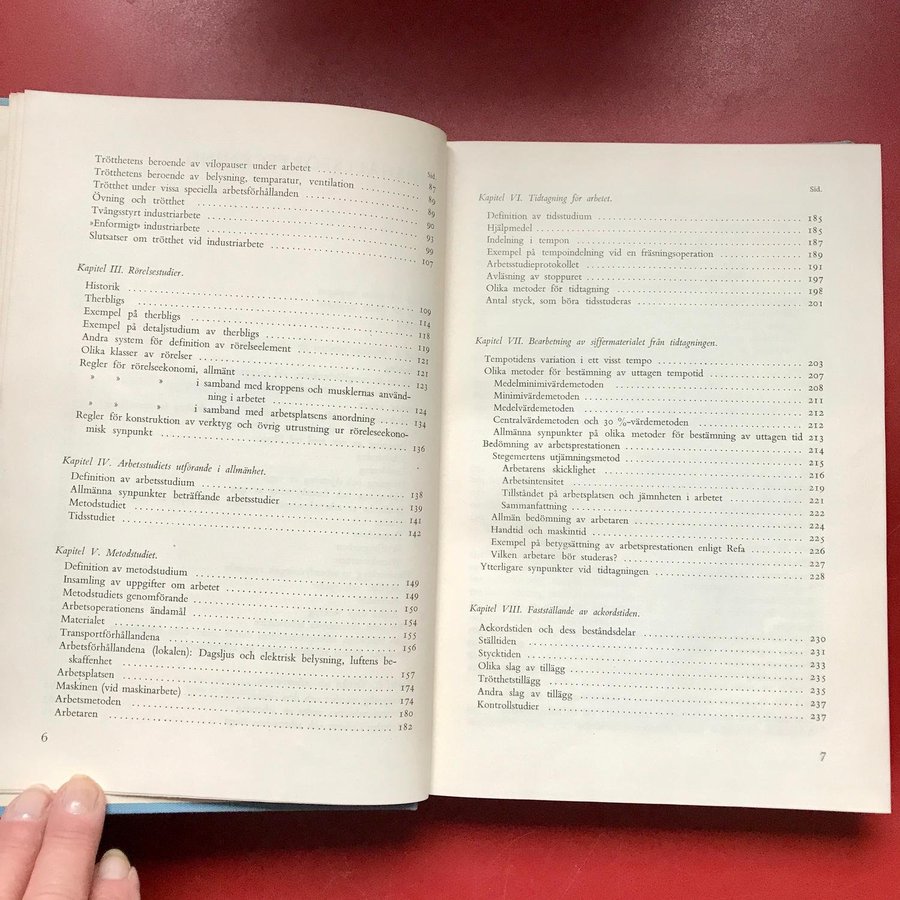 Sid.
Trötthetens beroende av vilopauser under arbetet 87
Trötthetens beroende av belysning, temperatur, ventilation 89
Trötthet under vissa speciella arbetsförhållanden 89
Övning och trötthet 90
Tvångsstyrt industriarbete 93
»Enformigt» industriarbete 90
Slutsatser om trötthet vid industriarbete 107
Kapitel III. Rörelsestudier.
Historik 109
Therbligs 114
Exempel på therbligs 118
Exempel på detaljstudium av therbligs 119
Andra system för definition av rörelseelement 121
Olika klasser av rörelser 121
Regler för rörelseekonomi, allmänt 123
» » » i samband med kroppens och musklernas använd-
ning i arbetet 124
» » » i samband med arbetsplatsens anordning 134
Regler för konstruktion av verktyg och övrig utrustning ur röreleseekono-
misk synpunkt 136
Kapitel IV. Arbetsstudiets utförande i allmänhet.
Definition av arbetsstudium 138
Allmänna synpunkter beträffande arbetsstudier 139
Metodstudiet 141
Tidsstudiet 142
Kapitel V. Metodstudiet.
Definition av metodstudium 149
Insamling av uppgifter om arbetet 149
Metodstudiets genomförande 150
Arbetsoperationens ändamål 154
Materialet 155
Transportförhållandena 156
Arbetsförhållandena (lokalen): Dagsljus och elektrisk belysning, luftens be-
skaffenhet 157
Arbetsplatsen 174
Maskinen (vid maskinarbete) 174
Arbetsmetoden 180
Arbetaren 182
6
Sid.
Kapitel VI. Tidtagning för arbetet.
Definition av tidsstudium 185
Hjälpmedel 185
Indelning i tempon 187
Exempel på tempoindelning vid en fräsningsoperation 189
Arbetsstudieprotokollet 191
Avläsning av stoppuret 197
Olika metoder för tidtagning 198
Antal styck, som böra tidsstuderas 201
Kapitel VII. Bearbetning av siffermaterialet från tidtagningen.
Tempotidens variation i ett visst tempo 203
Olika metoder för bestämning av uttagen tempotid 207
Medelminimivärdemetoden 208
Minimivärdemetoden 211
Medelvärdemetoden 212
Centralvärdemetoden och 30 %-värdemetoden 212
Allmänna synpunkter på olika metoder för bestämning av uttagen tid 213
Bedömning av arbetsprestationen 214
Stegemertens utjämningsmetod 215
Arbetarens skicklighet 216
Arbetsintensitet 219
Tillståndet på arbetsplatsen och jämnheten i arbetet 221
Sammanfattning 222
Allmän bedömning av arbetaren 224
Handtid och maskintid 225
Exempel på betygsättning av arbetsprestationen enligt Refa 226
Vilken arbetare bör studeras? 227
Ytterligare synpunkter vid tidtagningen 228
Kapitel VIII. Fastställande av ackordstiden.
Ackordstiden och dess beståndsdelar 230
Ställtiden 231
Stycktiden 233
Olika slag av tillägg 235
Trötthetstillägg 235
Andra slag av tillägg 237
Kontrollstudier 237
7